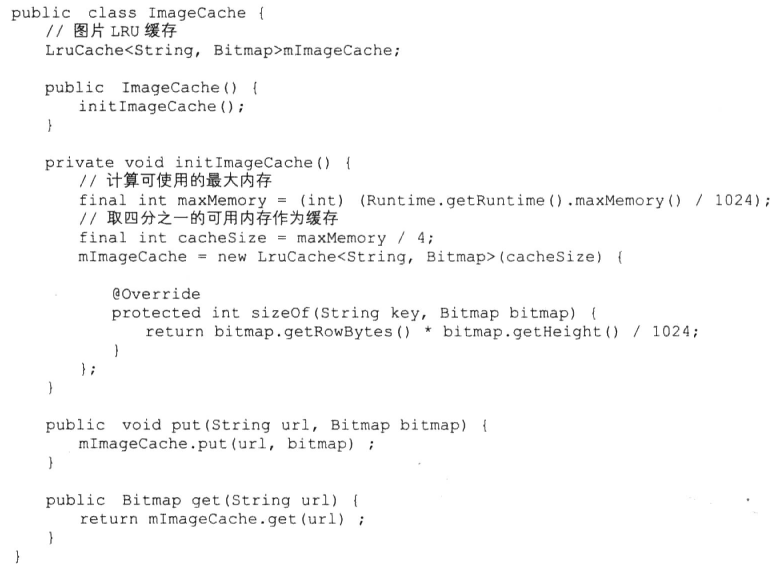 public class ImageCache {
// 图片 LRU 缓存
LruCache<String, Bitmap>mImageCache;
public ImageCache() {
initImageCache();
}
private void initImageCache() {
// 计算可使用的最大内存
final int maxMemory = (int) (Runtime.getRuntime().maxMemory() / 1024);
// 取四分之一的可用内存作为缓存
final int cacheSize = maxMemory / 4;
mImageCache = new LruCache<String, Bitmap>(cacheSize) {
@Override
protected int sizeOf(String key, Bitmap bitmap) {
return bitmap.getRowBytes() * bitmap.getHeight() / 1024;
}
};
}
public void put(String url, Bitmap bitmap) {
mImageCache.put(url, bitmap) ;
}
public Bitmap get(String url) {
return mImageCache.get(url) ;
}
}